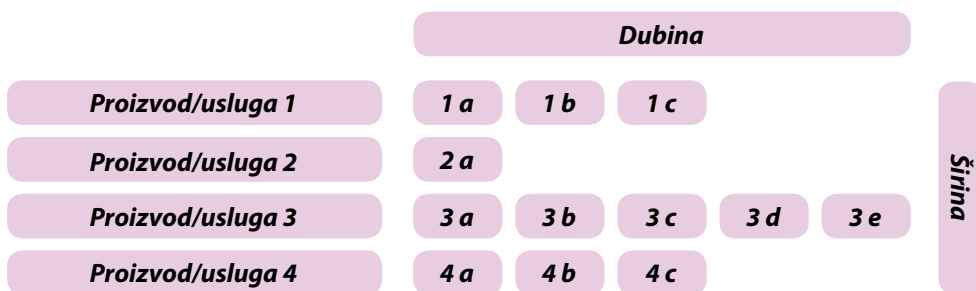 Dubina
Proizvod/usluga 1 1 a 1 b 1 c
Proizvod/usluga 2 2 a
Proizvod/usluga 3 3 a 3 b 3 c 3 d 3 e
Proizvod/usluga 4 4 a 4 b 4 c
Širina